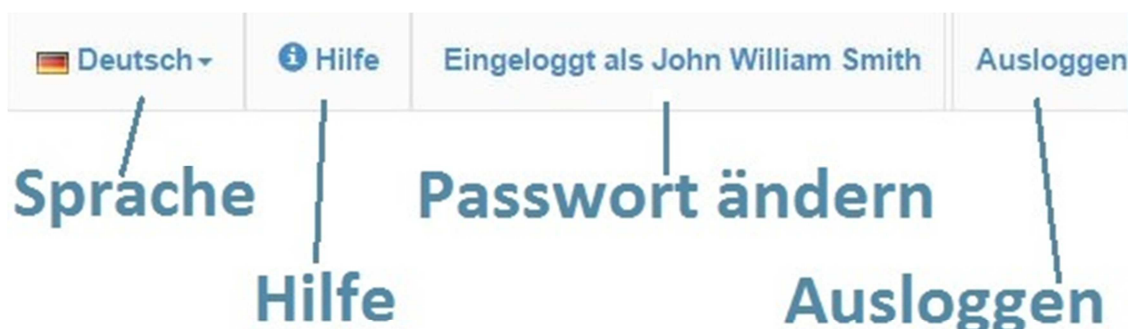 Deutsch Hilfe Eingeloggt als John William Smith Ausloggen
Sprache Passwort ändern
Hilfe Ausloggen